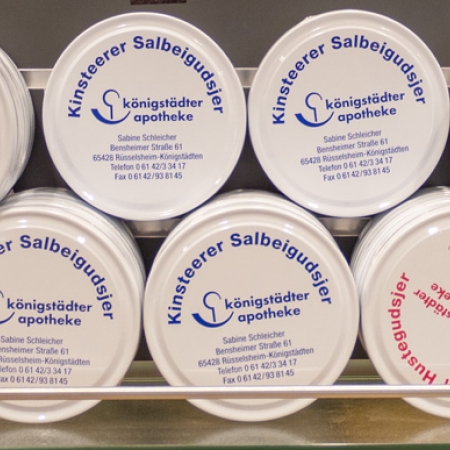 Kinsteerer Salbeigudsjer
königstädter
apotheke
Sabine Schleicher
Bensheimer Straße 61
65428 Rüsselsheim-Königstädten
Telefon 0 61 42/3 34 17
Fax 0 61 42/93 81 45
Kinsteerer Salbeigudsjer
königstädter
apotheke
Sabine Schleicher
Bensheimer Straße 61
65428 Rüsselsheim-Königstädten
Telefon 0 61 42/3 34 17
Fax 0 61 42/93 81 45
erer Salbeigudsjer
königstädter
apotheke
Sabine Schleicher
Bensheimer Straße 61
65428 Rüsselsheim-Königstädten
Telefon 0 61 42/3 34 17
Fax 0 61 42/93 81 45
Kinsteerer Salbeigudsjer
königstädter
apotheke
Sabine Schleicher
Bensheimer Straße 61
65428 Rüsselsheim-Königstädten
Telefon 0 61 42/3 34 17
Fax 0 61 42/93 81 45
Hustegudsjer
städter
eke